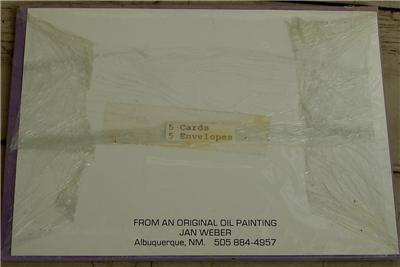 5 Cards
5 Envelopes
FROM AN ORIGINAL OIL PAINTING
JAN WEBER
Albuquerque, NM. 505 884-4957